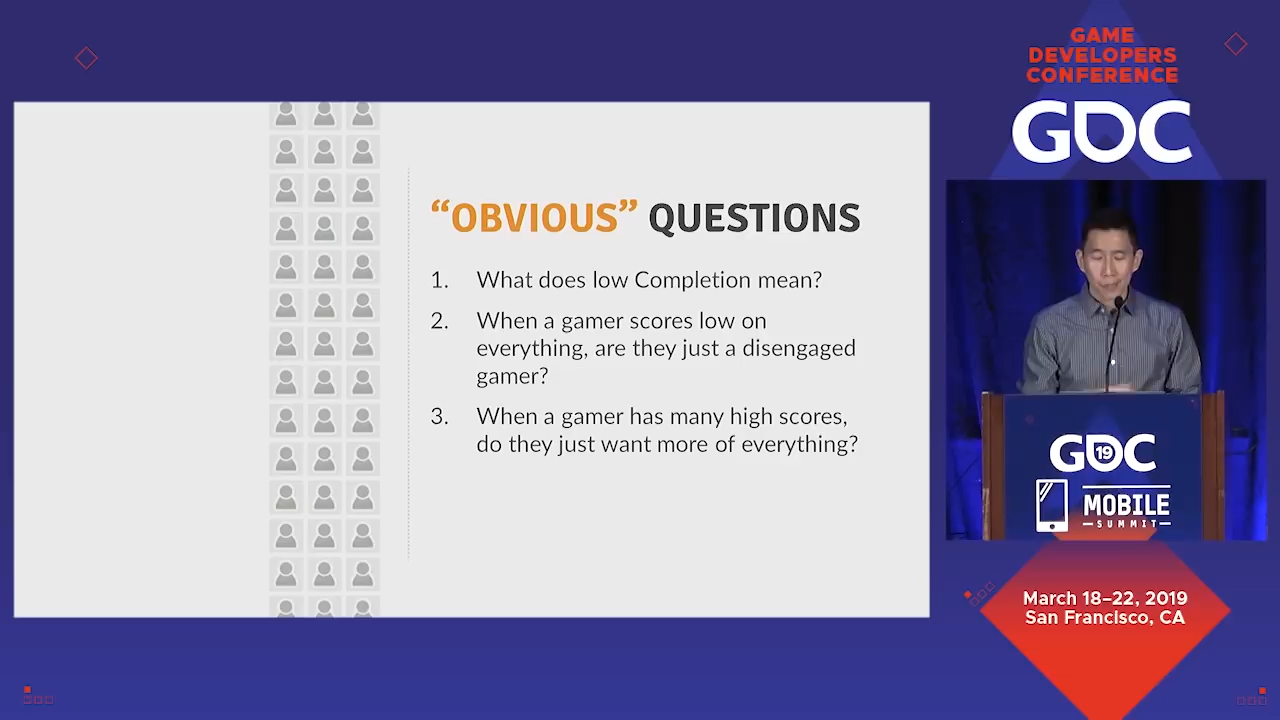 GAME
DEVELOPERS
CONFERENCE
GDC
“OBVIOUS” QUESTIONS
1. What does low Completion mean?
2. When a gamer scores low on
everything, are they just a disengaged
gamer?
3. When a gamer has many high scores,
do they just want more of everything?
GDC
19
MOBILE
SUMMIT
March 18–22, 2019
San Francisco, CA